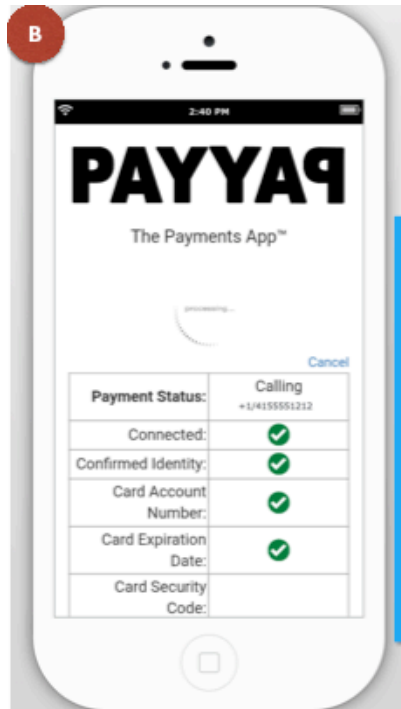 B
2:40 PM
PAYYAP
The Payments App™
processing...
Cancel
Payment Status:
Calling
+1/4155551212
Connected:
Confirmed Identity:
Card Account
Number:
Card Expiration
Date:
Card Security
Code: